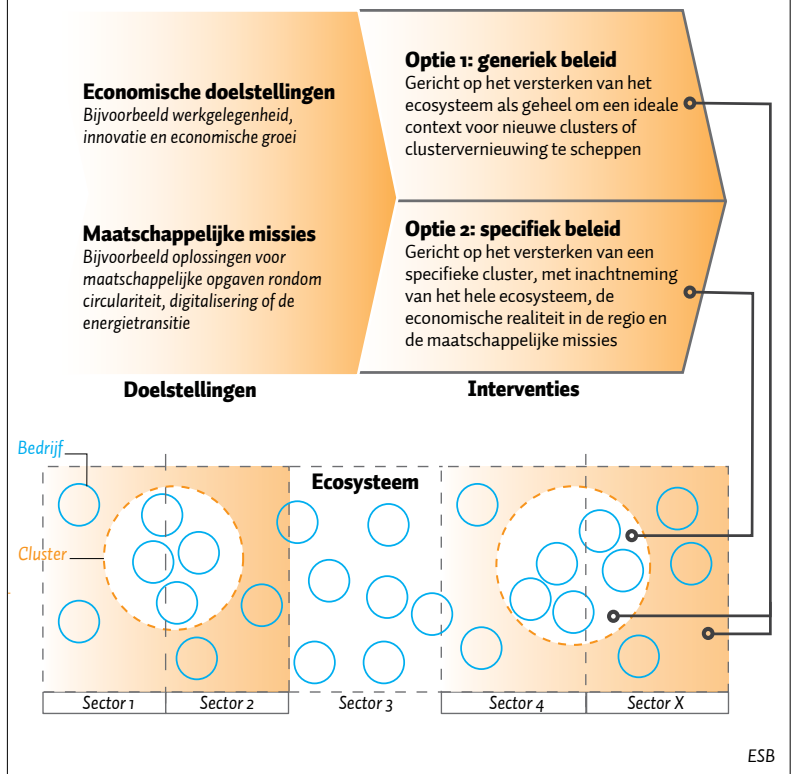 Economische doelstellingen
Bijvoorbeeld werkgelegenheid,
innovatie en economische groei
Maatschappelijke missies
Bijvoorbeeld oplossingen voor
maatschappelijke opgaven rondom
circulariteit, digitalisering of de
energietransitie
Doelstellingen
Optie 1: generiek beleid
Gericht op het versterken van het
ecosysteem als geheel om een ideale
context voor nieuwe clusters of
clustervernieuwing te scheppen
Optie 2: specifiek beleid
Gericht op het versterken van een
specifieke cluster, met inachtneming
van het hele ecosysteem, de
economische realiteit in de regio en
de maatschappelijke missies
Interventies
Bedrijf
Ecosysteem
Cluster
Sector 1
Sector 2
Sector 3
Sector 4
Sector X
ESB